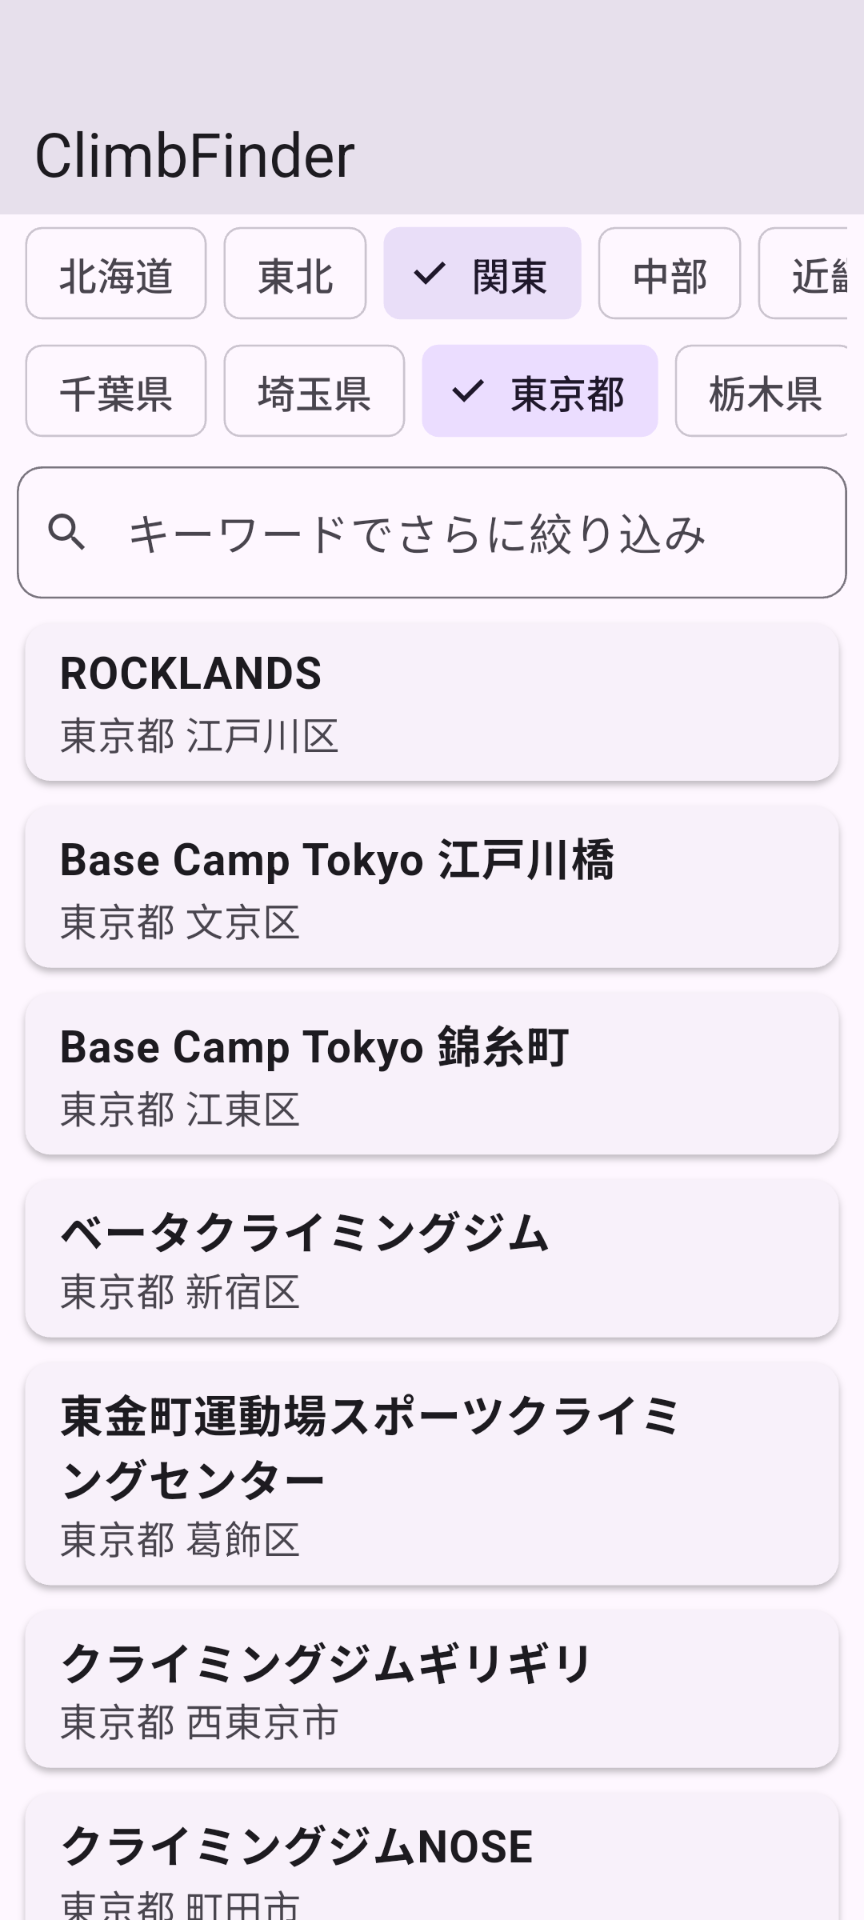 ClimbFinder
北海道 東北 関東 中部 近畿
千葉県 埼玉県 東京都 栃木県
キーワードでさらに絞り込み
ROCKLANDS
東京都 江戸川区
Base Camp Tokyo 江戸川橋
東京都 文京区
Base Camp Tokyo 錦糸町
東京都 江東区
ベータクライミングジム
東京都 新宿区
東金町運動場スポーツクライミ
ングセンター
東京都 葛飾区
クライミングジムギリギリ
東京都 西東京市
クライミングジムNOSE
東京都 町田市